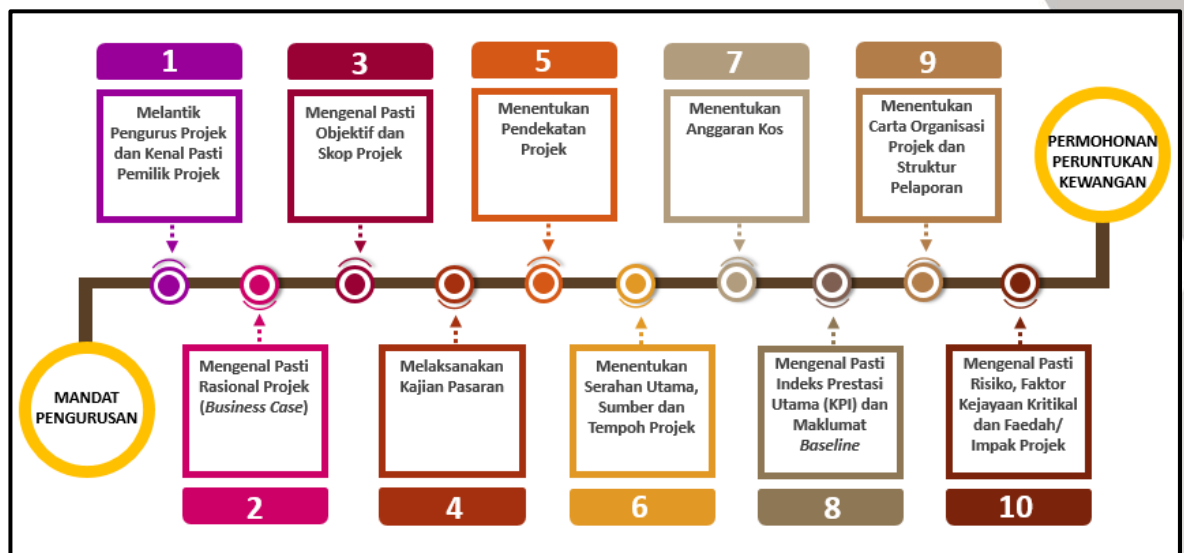 MANDAT
PENGURUSAN
1
Melantik
Pengurus Projek
dan Kenal Pasti
Pemilik Projek
2
Mengenal Pasti
Rasional Projek
(Business Case)
3
Mengenal Pasti
Objektif dan
Skop Projek
4
Melaksanakan
Kajian Pasaran
5
Menentukan
Pendekatan
Projek
6
Menentukan
Serahan Utama,
Sumber dan
Tempoh Projek
7
Menentukan
Anggaran Kos
8
Mengenal Pasti
Indeks Prestasi
Utama (KPI) dan
Maklumat
Baseline
9
Menentukan
Carta Organisasi
Projek dan
Struktur
Pelaporan
10
Mengenal Pasti
Risiko, Faktor
Kejayaan Kritikal
dan Faedah/
Impak Projek
PERMOHONAN
PERUNTUKAN
KEWANGAN